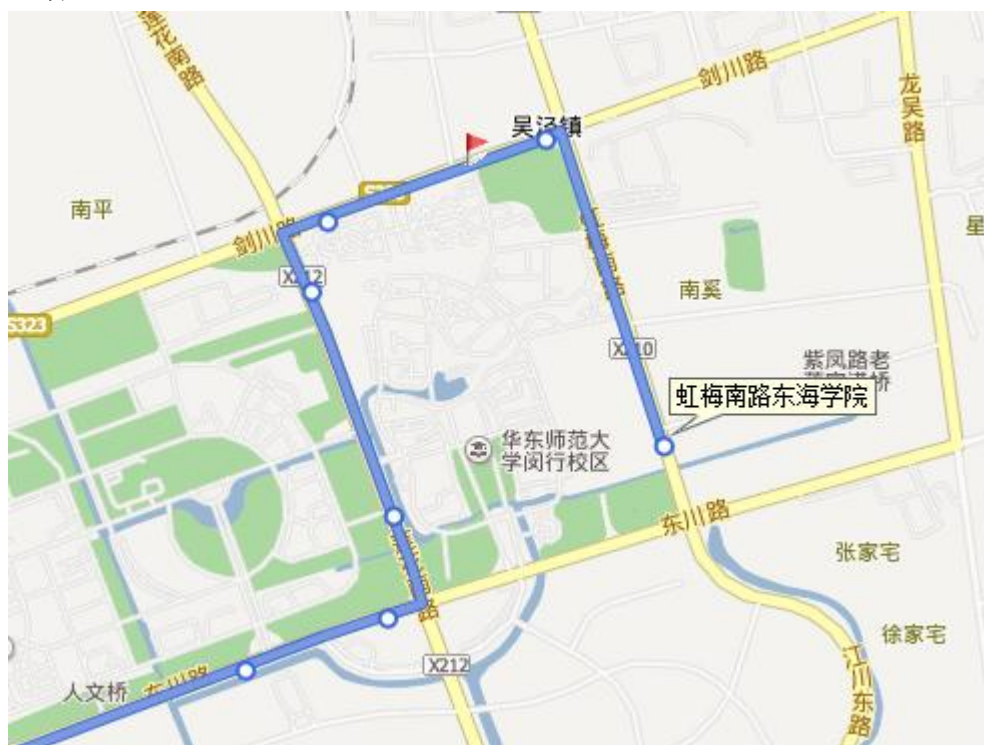 莲花南路
剑川路
龙吴路
吴泾镇
南平
剑川路
X212
S323
南奚
星
X210
紫凤路老
虹梅南路东海学院
华东师范大
学闵行校区
东川路
张家宅
徐家宅
X212
人文桥
东川路
江川东路